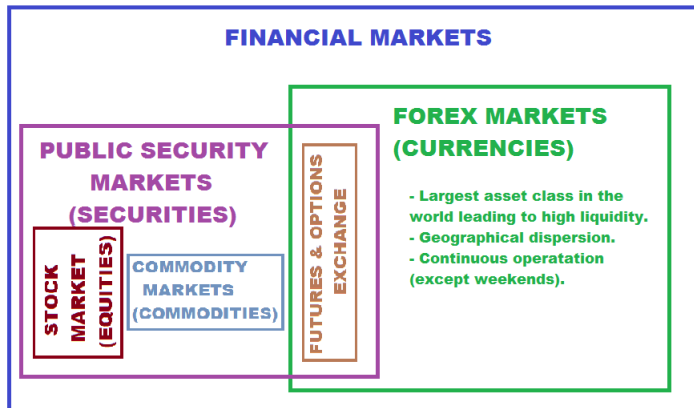 FINANCIAL MARKETS
FOREX MARKETS
(CURRENCIES)
- Largest asset class in the
world leading to high liquidity.
- Geographical dispersion.
- Continuous operatation
(except weekends).
PUBLIC SECURITY
MARKETS
(SECURITIES)
STOCK
MARKET
(EQUITIES)
COMMODITY
MARKETS
(COMMODITIES)
FUTURES & OPTIONS
EXCHANGE